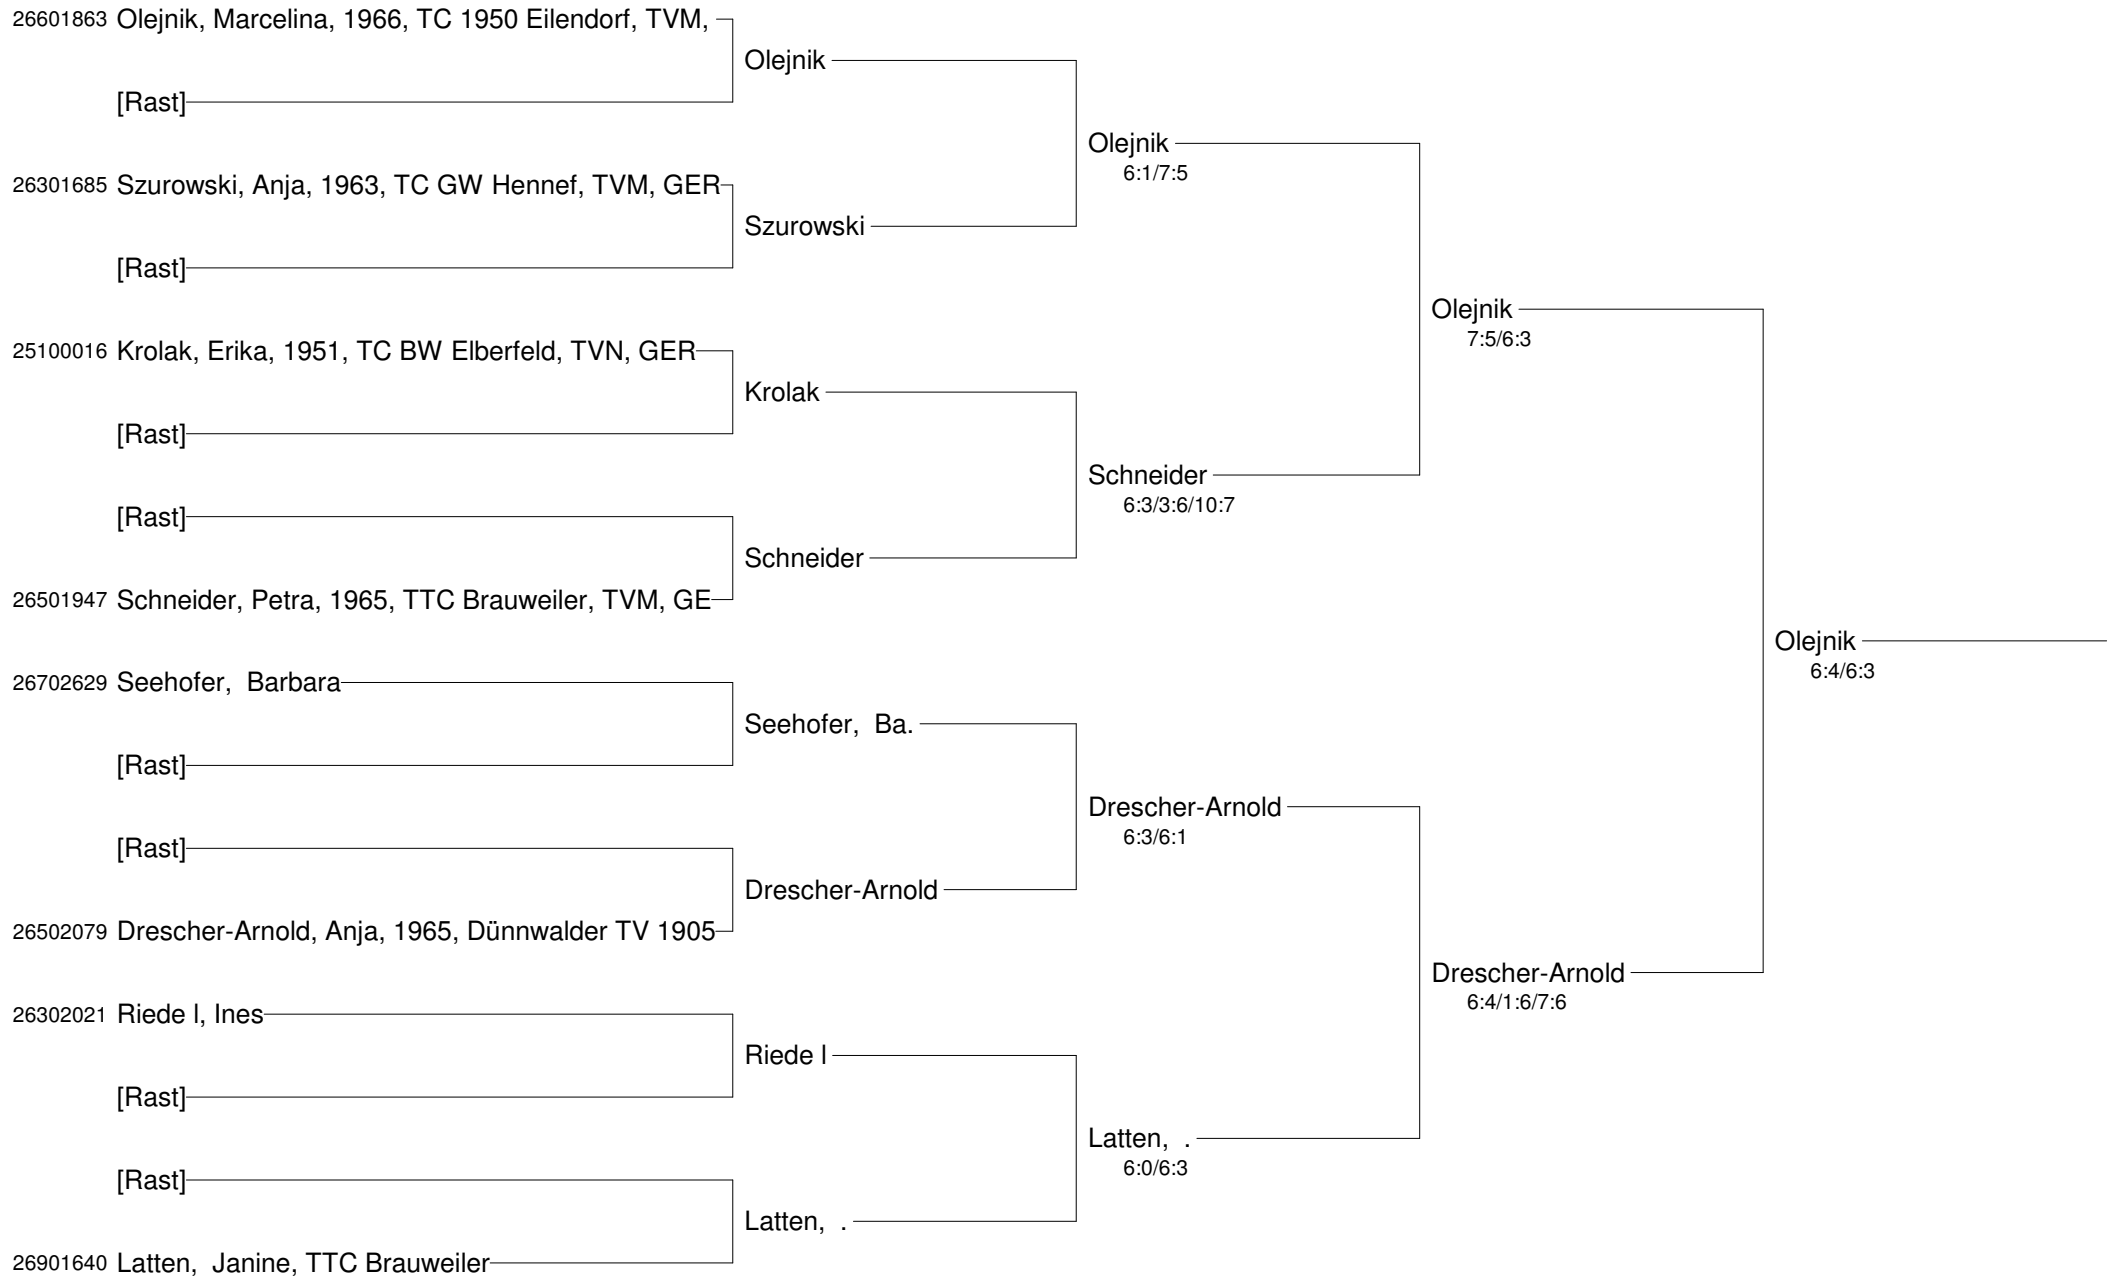 26601863 Olejnik, Marcelina, 1966, TC 1950 Eilendorf, TVM,
Olejnik
[Rast]
Olejnik
6:1/7:5
26301685 Szurowski, Anja, 1963, TC GW Hennef, TVM, GER
Szurowski
[Rast]
Olejnik
7:5/6:3
25100016 Krolak, Erika, 1951, TC BW Elberfeld, TVN, GER
Krolak
[Rast]
Schneider
6:3/3:6/10:7
[Rast]
Schneider
26501947 Schneider, Petra, 1965, TTC Brauweiler, TVM, GE
Olejnik
6:4/6:3
26702629 Seehofer,  Barbara
Seehofer,  Ba.
[Rast]
Drescher-Arnold
6:3/6:1
[Rast]
Drescher-Arnold
26502079 Drescher-Arnold, Anja, 1965, Dünnwalder TV 1905
Drescher-Arnold
6:4/1:6/7:6
26302021 Riede l, Ines
Riede l
[Rast]
Latten,  .
6:0/6:3
[Rast]
Latten,  .
26901640 Latten,  Janine, TTC Brauweiler